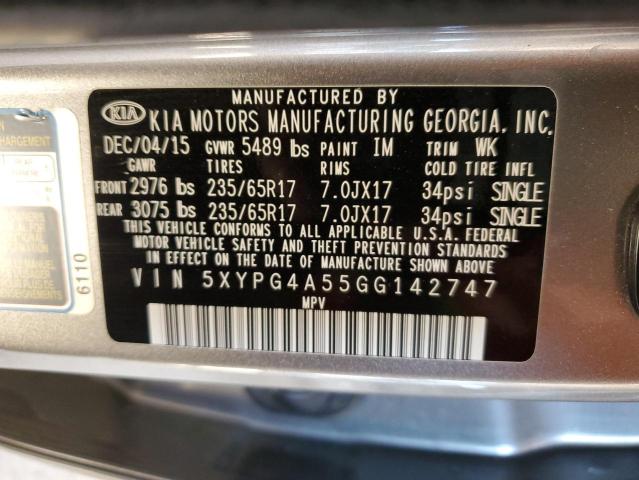 MANUFACTURED BY
KIA KIA MOTORS MANUFACTURING GEORGIA, INC.
DEC/04/15 GVWR 5489 lbs PAINT IM TRIM WK
GAWR TIRES RIMS COLD TIRE INFL
FRONT 2976 lbs 235/65R17 7.0JX17 34psi SINGLE
REAR 3075 lbs 235/65R17 7.0JX17 34psi SINGLE
THIS VEHICLE CONFORMS TO ALL APPLICABLE U.S.A. FEDERAL
MOTOR VEHICLE SAFETY AND THEFT PREVENTION STANDARDS
IN EFFECT ON THE DATE OF MANUFACTURE SHOWN ABOVE.
VIN 5XYPG4A55GG142747
MPV
6110
CHARGEMENT